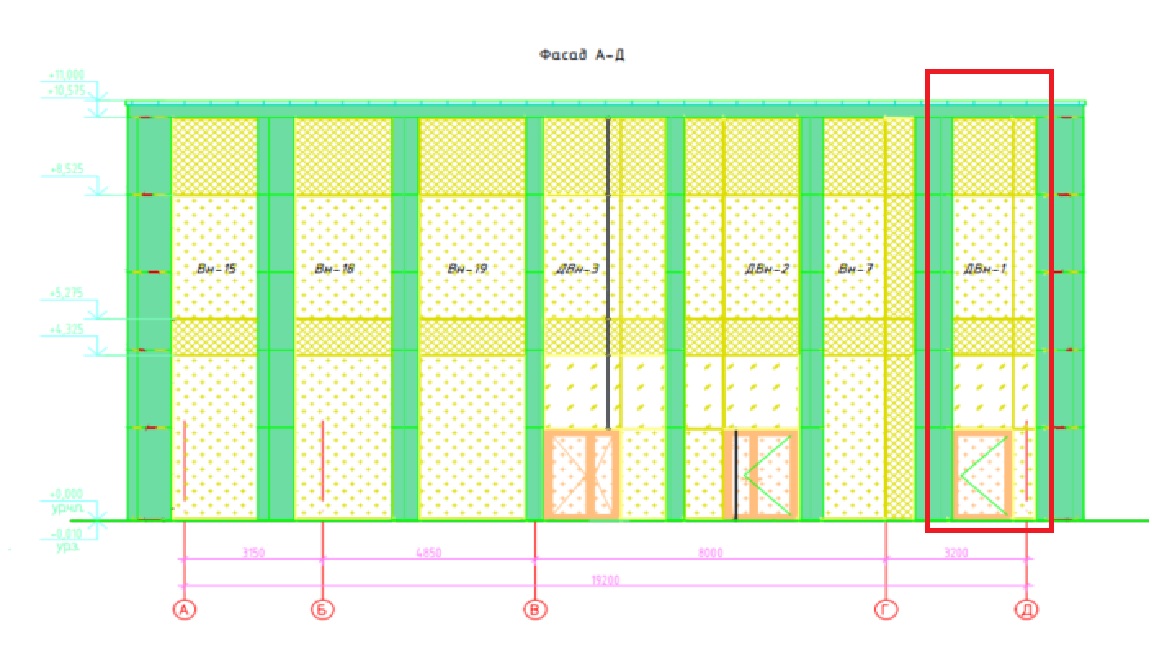 Фасад А-Д
+11,000
+10,575
+8,525
Вн-15 Вн-18 Вн-19 ДВн-3 ДВн-2 Вн-7 ДВн-1
+5,275
+4,325
+0,000
ур.ч.п.
-0,010
ур.з.
3150 4850 8000 3200
19200
А Б В Г Д